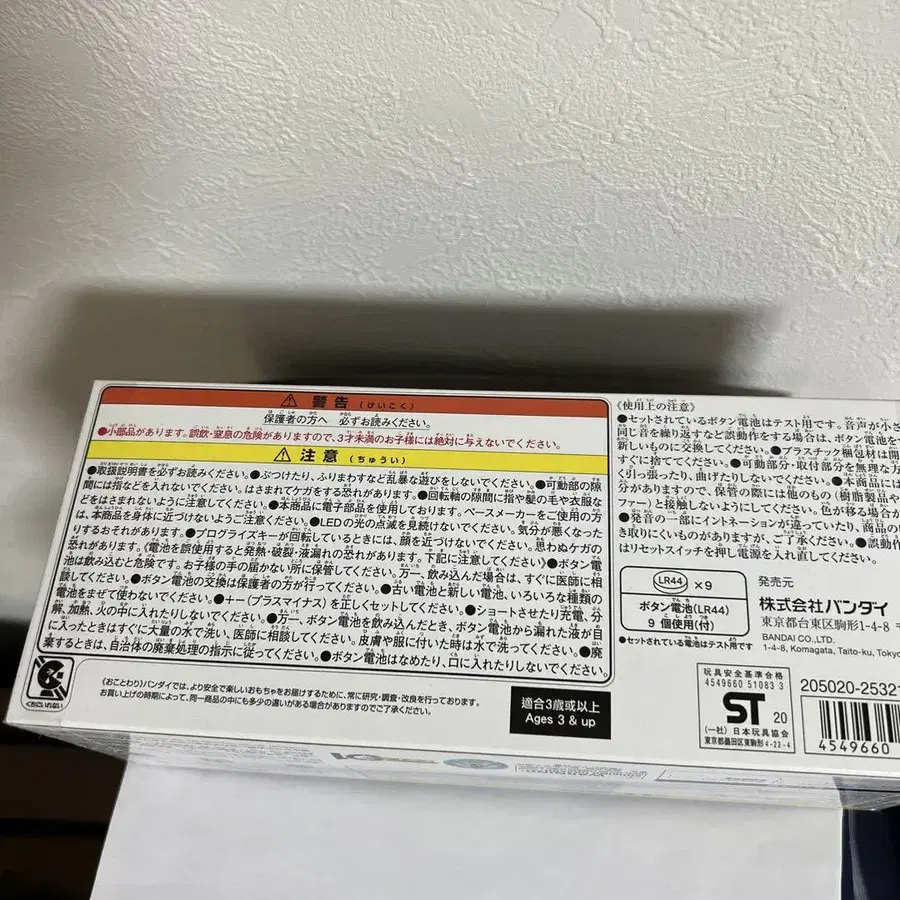 ⚠ 警告 (けいこく)
保護者の方へ 必ずお読みください。
●小部品があります。誤飲・窒息の危険がありますので、3才未満のお子様には絶対に与えないでください。
⚠ 注意 (ちゅうい)
●取扱説明書を必ずお読みください。●ぶつけたり、ふりまわすなど乱暴な遊びをしないでください。●可動部の隙
間には指などを入れないでください。はさまれてケガをする恐れがあります。●回転軸の隙間に指や髪の毛や衣服な
どをはさまれないように注意してください。●本商品に電子部品を使用しております。ペースメーカーをご使用の方
は、本商品を身体に近づけないようご注意ください。●LEDの光の点滅を見続けないでください。気分が悪くなった
りするおそれがあります。●プログライズキーが回転しているときには、顔を近づけないでください。思わぬケガの
恐れがあります。《電池を誤使用すると発熱・破裂・液漏れの恐れがあります。下記に注意してください》●ボタン電
池は飲み込むと危険です。お子様の手の届かない所に保管してください。万一、飲み込んだ場合は、すぐに医師に相
談してください。●ボタン電池の交換は保護者の方が行ってください。●古い電池と新しい電池、いろいろな種類の
電池をまぜて使わないでください。●+－(プラスマイナス)を正しくセットしてください。●ショートさせたり充電、分
解、加熱、火の中に入れたりしないでください。●万一、ボタン電池を飲み込んだとき、ボタン電池から漏れた液が目
に入ったときはすぐに大量の水で洗い、医師に相談してください。皮膚や服に付いた時は水で洗ってください。●廃
棄するときは、自治体の廃棄処理の指示に従ってください。●ボタン電池はなめたり、口に入れたりしないでください。
《おことわり》バンダイでは、より安全で楽しいおもちゃをお届けするために、常に研究・調査・改良を行っております。
お買い上げの時期によって、同一商品の中にも多少の違いがある場合がありますのでご了承ください。
口にいれない
適合3歳以上
Ages 3 & up
《使用上の注意》
●セットされているボタン電池はテスト用です。音声が小さ
同じ音を繰り返すなど誤動作をする場合は、ボタン電池を
新しいものに交換してください。●プラスチック梱包材は開
すぐに捨ててください。●可動部分・取付部分を無理な方
く引っ張ったり、曲げたりしないでください。●本商品には
分がありますので、保管の際には他のもの(樹脂製品や
ファー)と接触しないようにしてください。色が移る場合が
●発音の一部にイントネーションが違っていたり、商品の
き取りにくいものがありますが、ご了承ください。●誤動作
はリセットスイッチを押し電源を入れ直してください。
LR44 ×9
ボタン電池(LR44)
9 個使用(付)
●セットされている電池はテスト用です
発売元
株式会社バンダイ
東京都台東区駒形1-4-8
BANDAI CO.,LTD.
1-4-8, Komagata, Taito-ku, Tokyo
玩具安全基準合格
4549660 51083 3
ST 20
(一社) 日本玩具協会
東京都墨田区東駒形4-22-4
205020-2532
4549660